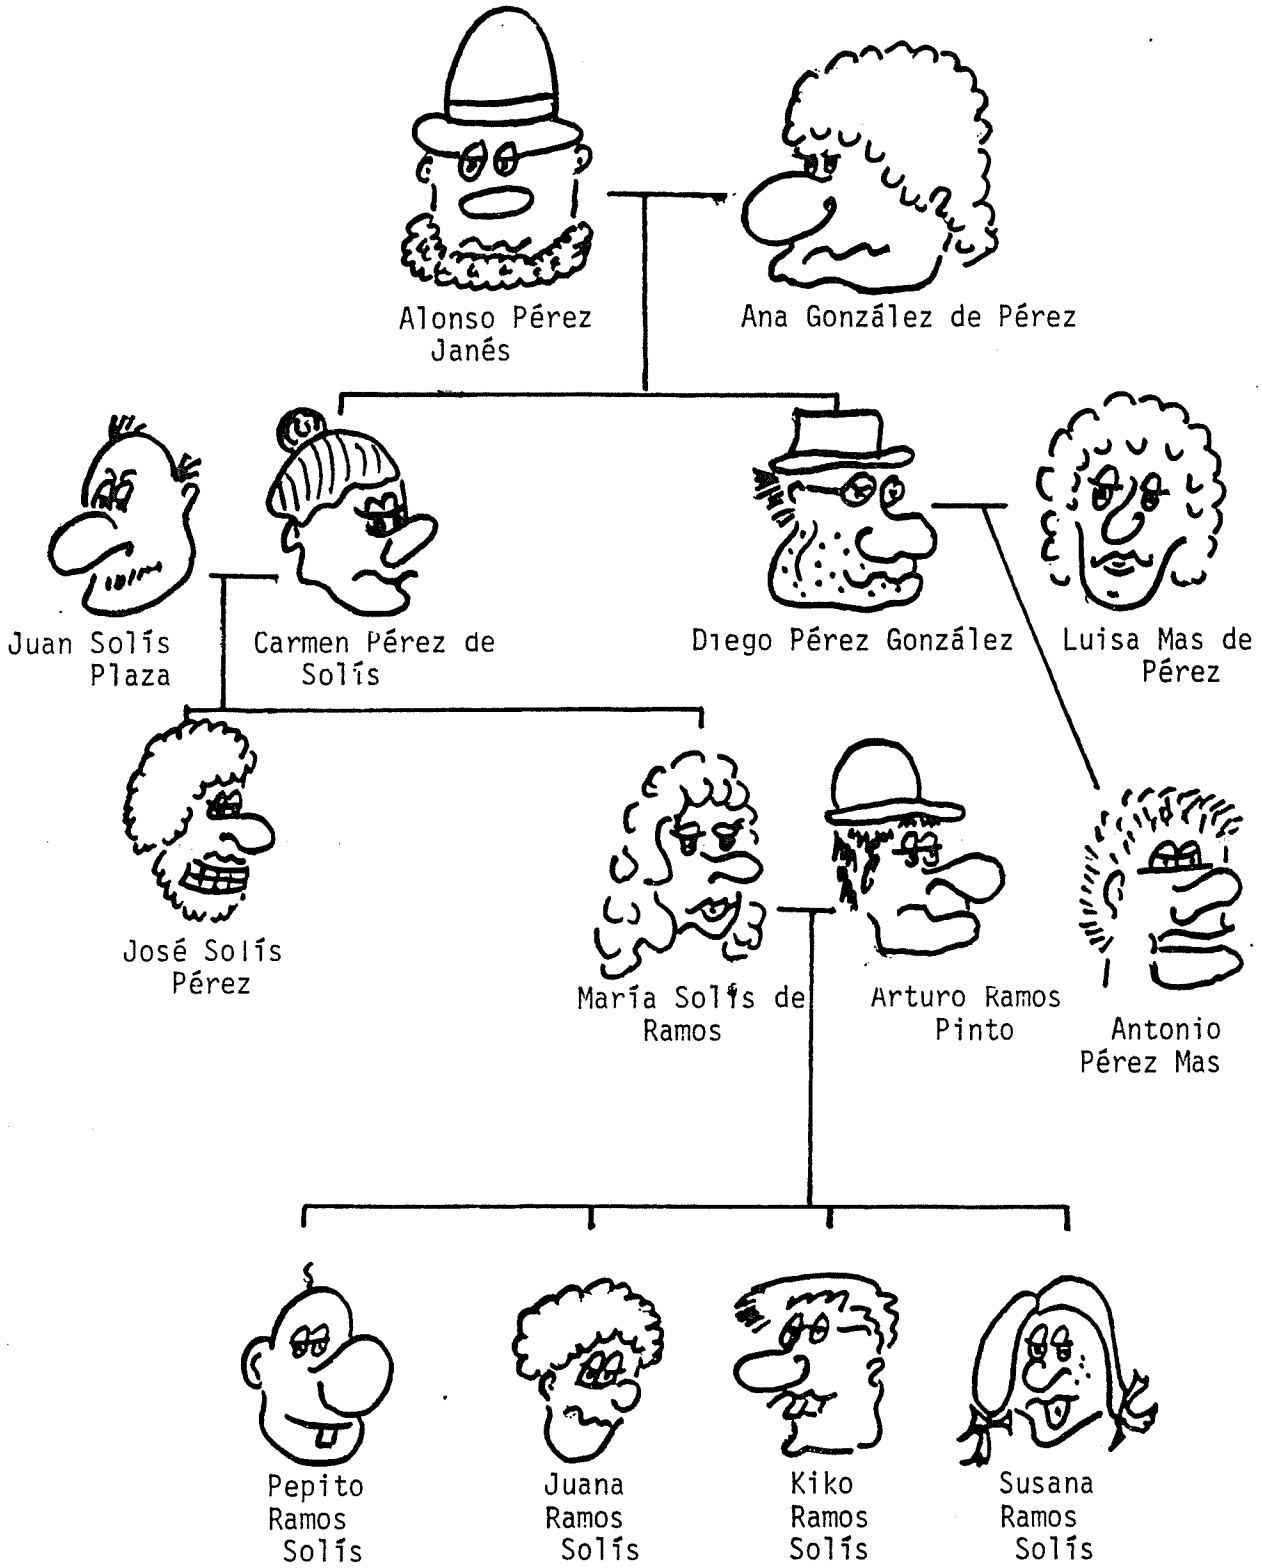 Alonso Pérez
Janés
Ana González de Pérez
Juan Solís
Plaza
Carmen Pérez de
Solís
Diego Pérez González
Luisa Mas de
Pérez
José Solís
Pérez
María Solís de
Ramos
Arturo Ramos
Pinto
Antonio
Pérez Mas
Pepito
Ramos
Solís
Juana
Ramos
Solís
Kiko
Ramos
Solís
Susana
Ramos
Solís